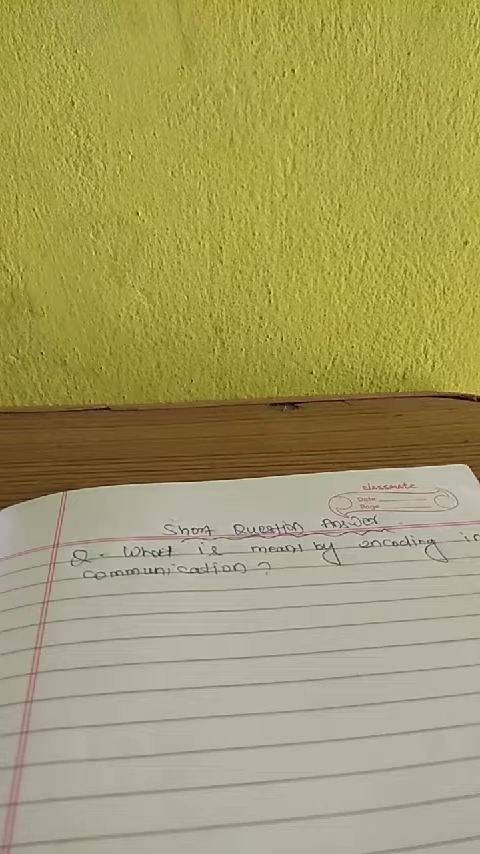 classmate
Date
Page
Short Question Answer
Q - What is meant by encoding in
communication?